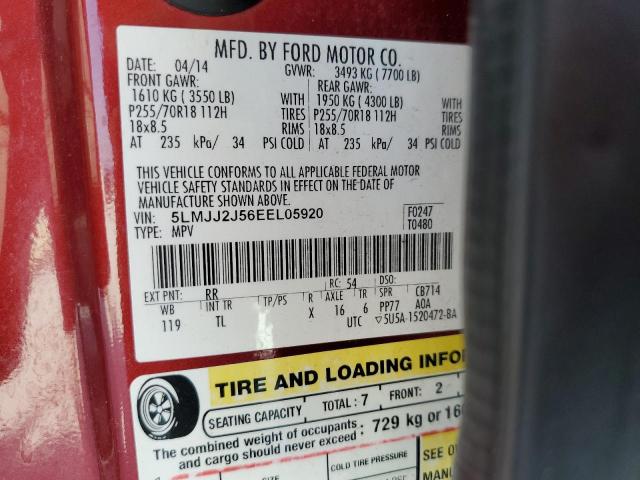 MFD. BY FORD MOTOR CO.
DATE: 04/14 GVWR: 3493 KG ( 7700 LB)
FRONT GAWR: REAR GAWR:
1610 KG ( 3550 LB) WITH 1950 KG ( 4300 LB) WITH
P255/70R18 112H TIRES P255/70R18 112H TIRES
18x8.5 RIMS 18x8.5 RIMS
AT 235 kPa/ 34 PSI COLD AT 235 kPa/ 34 PSI COLD
THIS VEHICLE CONFORMS TO ALL APPLICABLE FEDERAL MOTOR
VEHICLE SAFETY STANDARDS IN EFFECT ON THE DATE OF
MANUFACTURE SHOWN ABOVE.
VIN: 5LMJJ2J56EEL05920 F0247
TYPE: MPV T0480
EXT PNT: RR RC: 54 DSO:
WB INT TR TP/PS R AXLE TR SPR CB714
119 TL X 16 6 PP77 A0A
UTC ▽5U5A-1520472-BA
TIRE AND LOADING INFO
SEATING CAPACITY TOTAL : 7 FRONT: 2
The combined weight of occupants
and cargo should never exceed : 729 kg or 160
COLD TIRE PRESSURE SEE